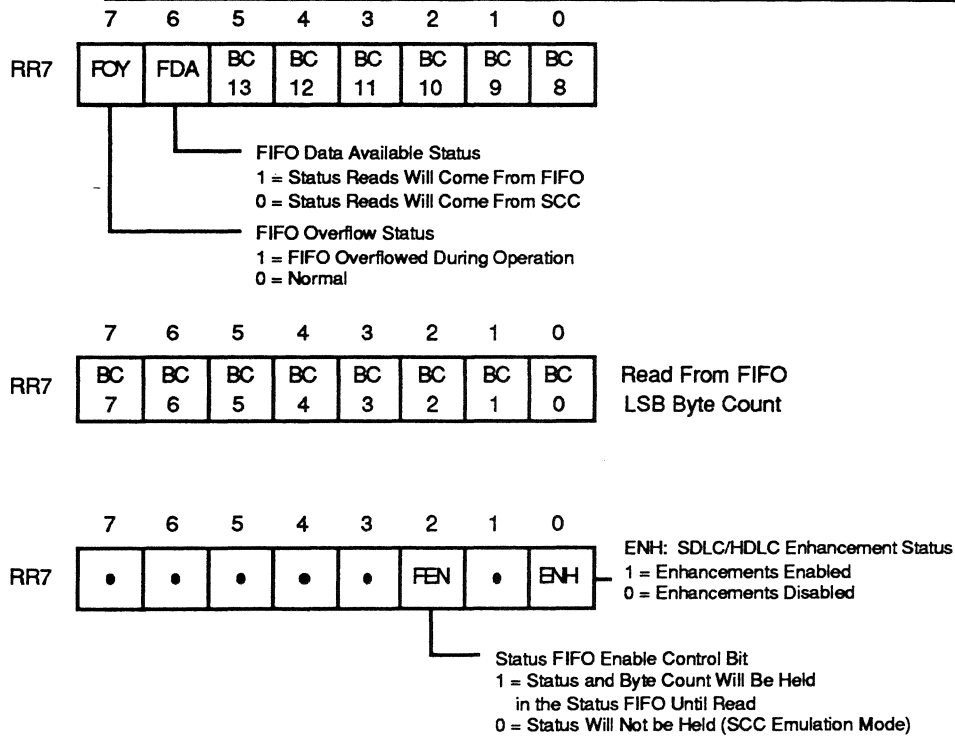 7 6 5 4 3 2 1 0
RR7 FOY FDA BC 13 BC 12 BC 11 BC 10 BC 9 BC 8
FIFO Data Available Status
1 = Status Reads Will Come From FIFO
0 = Status Reads Will Come From SCC
FIFO Overflow Status
1 = FIFO Overflowed During Operation
0 = Normal
7 6 5 4 3 2 1 0
RR7 BC 7 BC 6 BC 5 BC 4 BC 3 BC 2 BC 1 BC 0
Read From FIFO
LSB Byte Count
7 6 5 4 3 2 1 0
RR7 • • • • • FEN • ENH
ENH: SDLC/HDLC Enhancement Status
1 = Enhancements Enabled
0 = Enhancements Disabled
Status FIFO Enable Control Bit
1 = Status and Byte Count Will Be Held
in the Status FIFO Until Read
0 = Status Will Not be Held (SCC Emulation Mode)